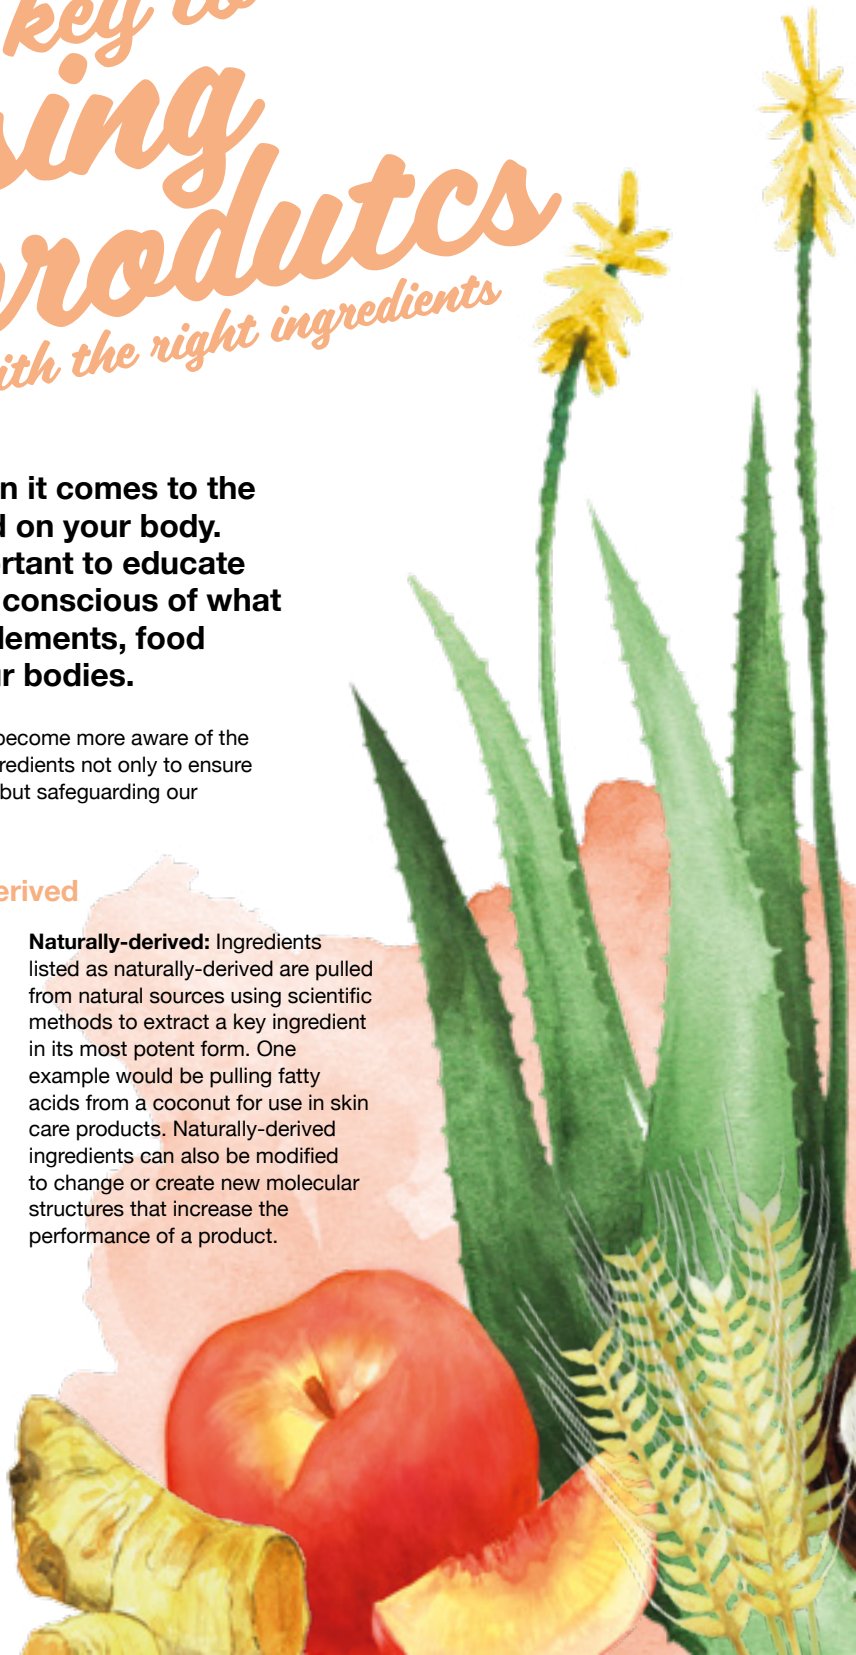 key to
sing
produtcs
ith the right ingredients
n it comes to the
d on your body.
rtant to educate
conscious of what
lements, food
ur bodies.
become more aware of the
redients not only to ensure
but safeguarding our
erived
Naturally-derived: Ingredients
listed as naturally-derived are pulled
from natural sources using scientific
methods to extract a key ingredient
in its most potent form. One
example would be pulling fatty
acids from a coconut for use in skin
care products. Naturally-derived
ingredients can also be modified
to change or create new molecular
structures that increase the
performance of a product.